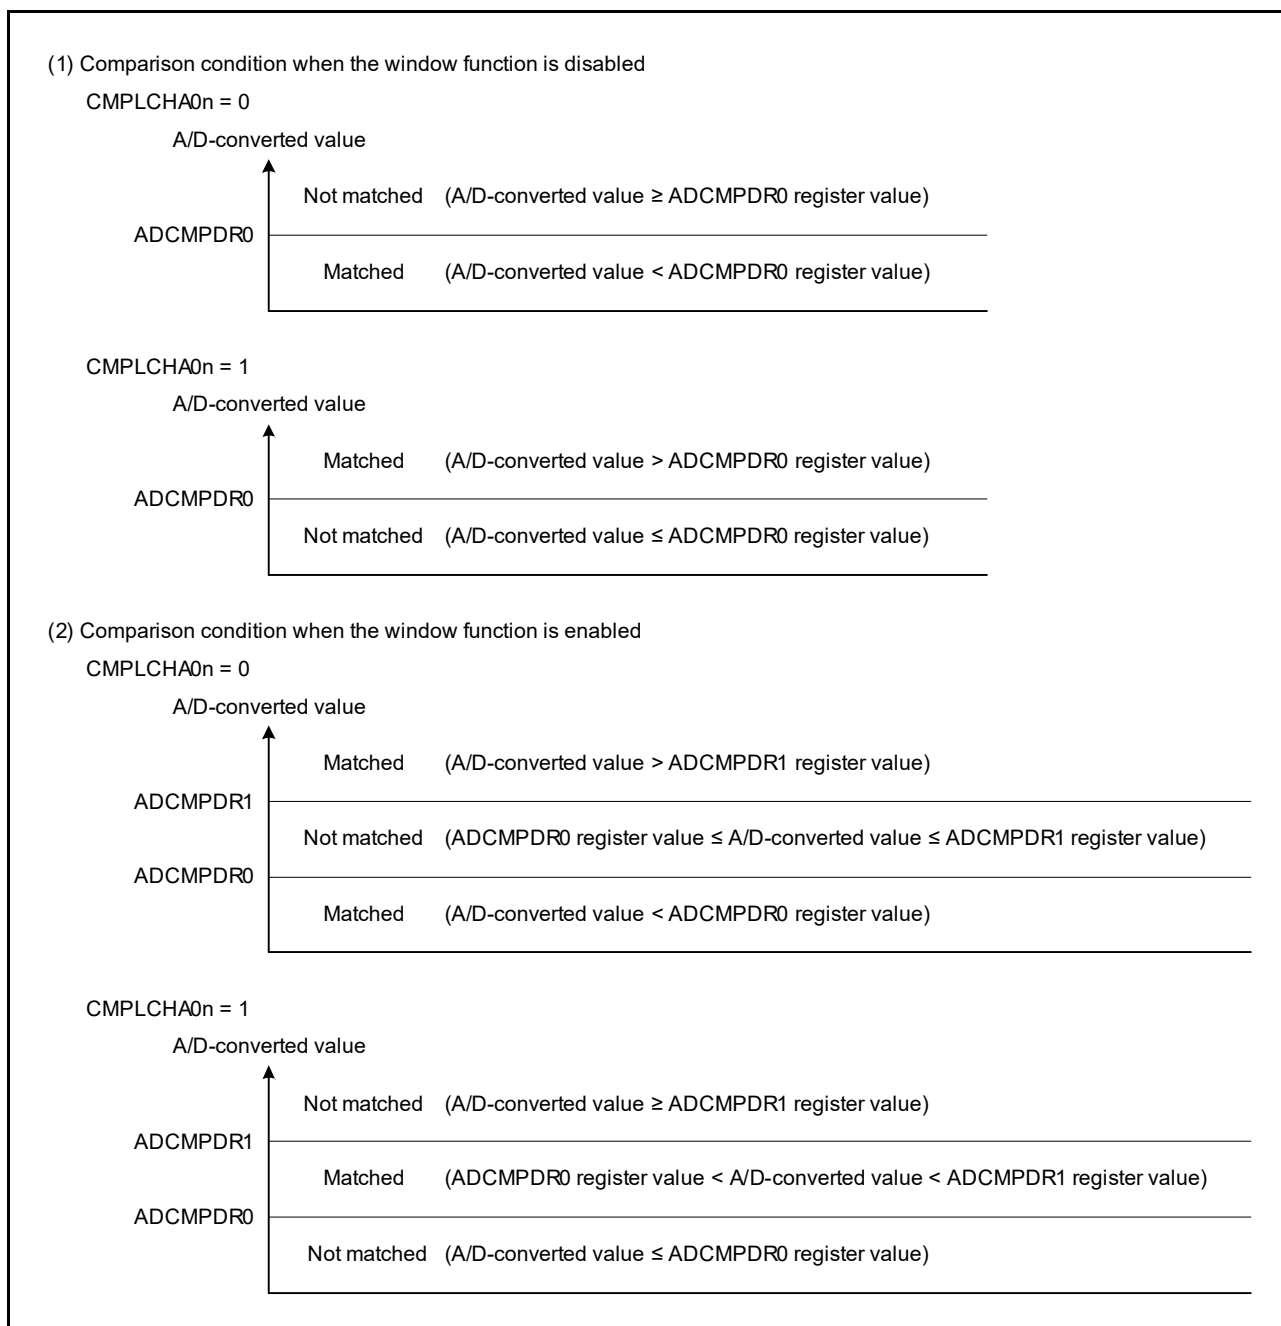 (1) Comparison condition when the window function is disabled
CMPLCHA0n = 0
A/D-converted value
Not matched (A/D-converted value ≥ ADCMPDR0 register value)
ADCMPDR0
Matched (A/D-converted value < ADCMPDR0 register value)
CMPLCHA0n = 1
A/D-converted value
Matched (A/D-converted value > ADCMPDR0 register value)
ADCMPDR0
Not matched (A/D-converted value ≤ ADCMPDR0 register value)
(2) Comparison condition when the window function is enabled
CMPLCHA0n = 0
A/D-converted value
Matched (A/D-converted value > ADCMPDR1 register value)
ADCMPDR1
Not matched (ADCMPDR0 register value ≤ A/D-converted value ≤ ADCMPDR1 register value)
ADCMPDR0
Matched (A/D-converted value < ADCMPDR0 register value)
CMPLCHA0n = 1
A/D-converted value
Not matched (A/D-converted value ≥ ADCMPDR1 register value)
ADCMPDR1
Matched (ADCMPDR0 register value < A/D-converted value < ADCMPDR1 register value)
ADCMPDR0
Not matched (A/D-converted value ≤ ADCMPDR0 register value)